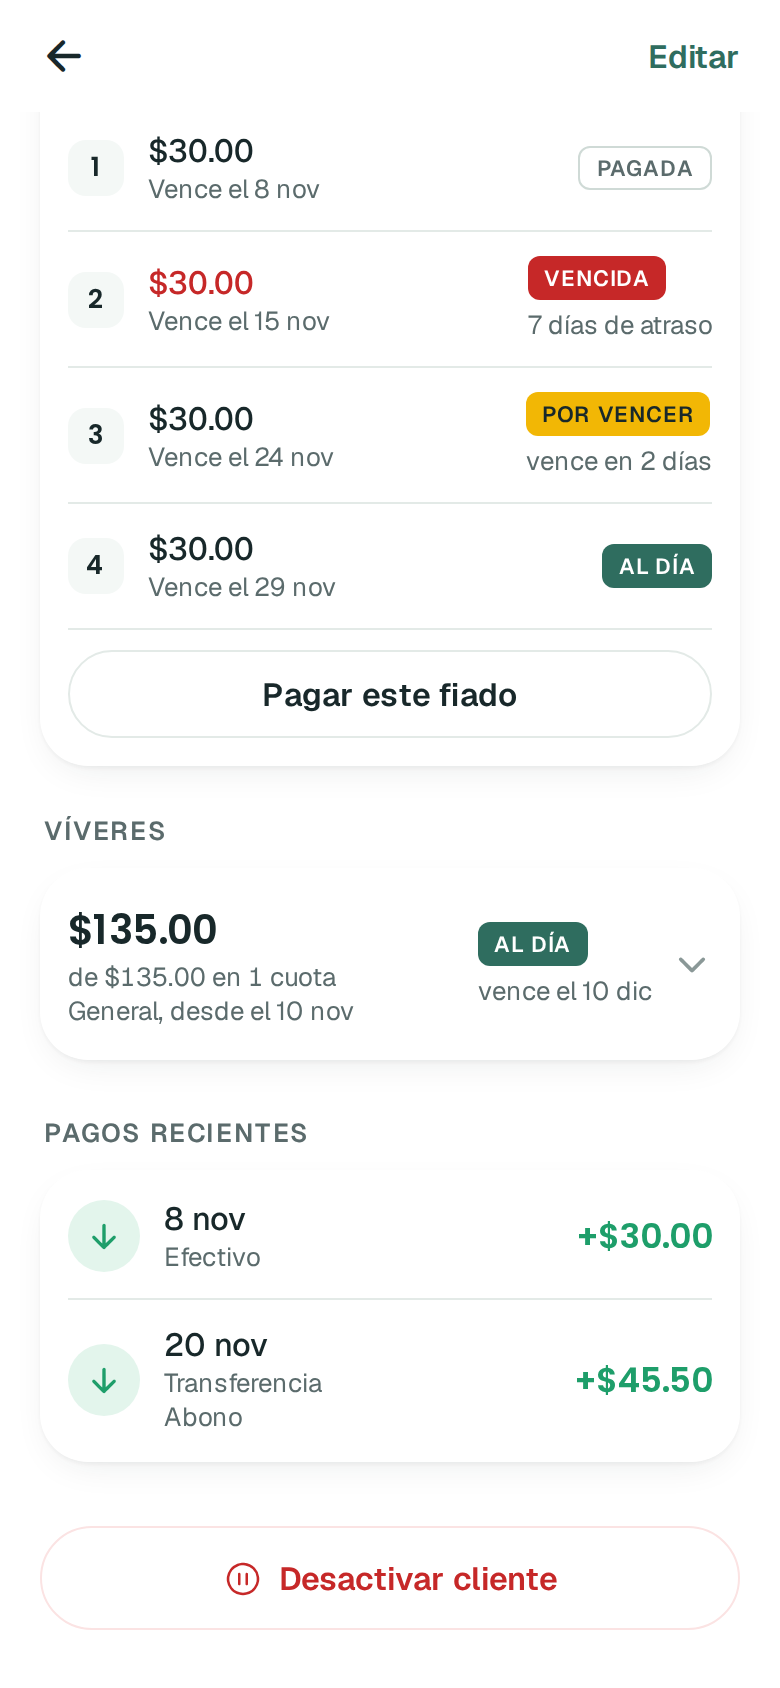 Editar
1
$30.00
Vence el 8 nov
PAGADA
2
$30.00
Vence el 15 nov
VENCIDA
7 días de atraso
3
$30.00
Vence el 24 nov
POR VENCER
vence en 2 días
4
$30.00
Vence el 29 nov
AL DÍA
Pagar este fiado
VÍVERES
$135.00
de $135.00 en 1 cuota
General, desde el 10 nov
AL DÍA
vence el 10 dic
PAGOS RECIENTES
8 nov
Efectivo
+$30.00
20 nov
Transferencia
Abono
+$45.50
Desactivar cliente